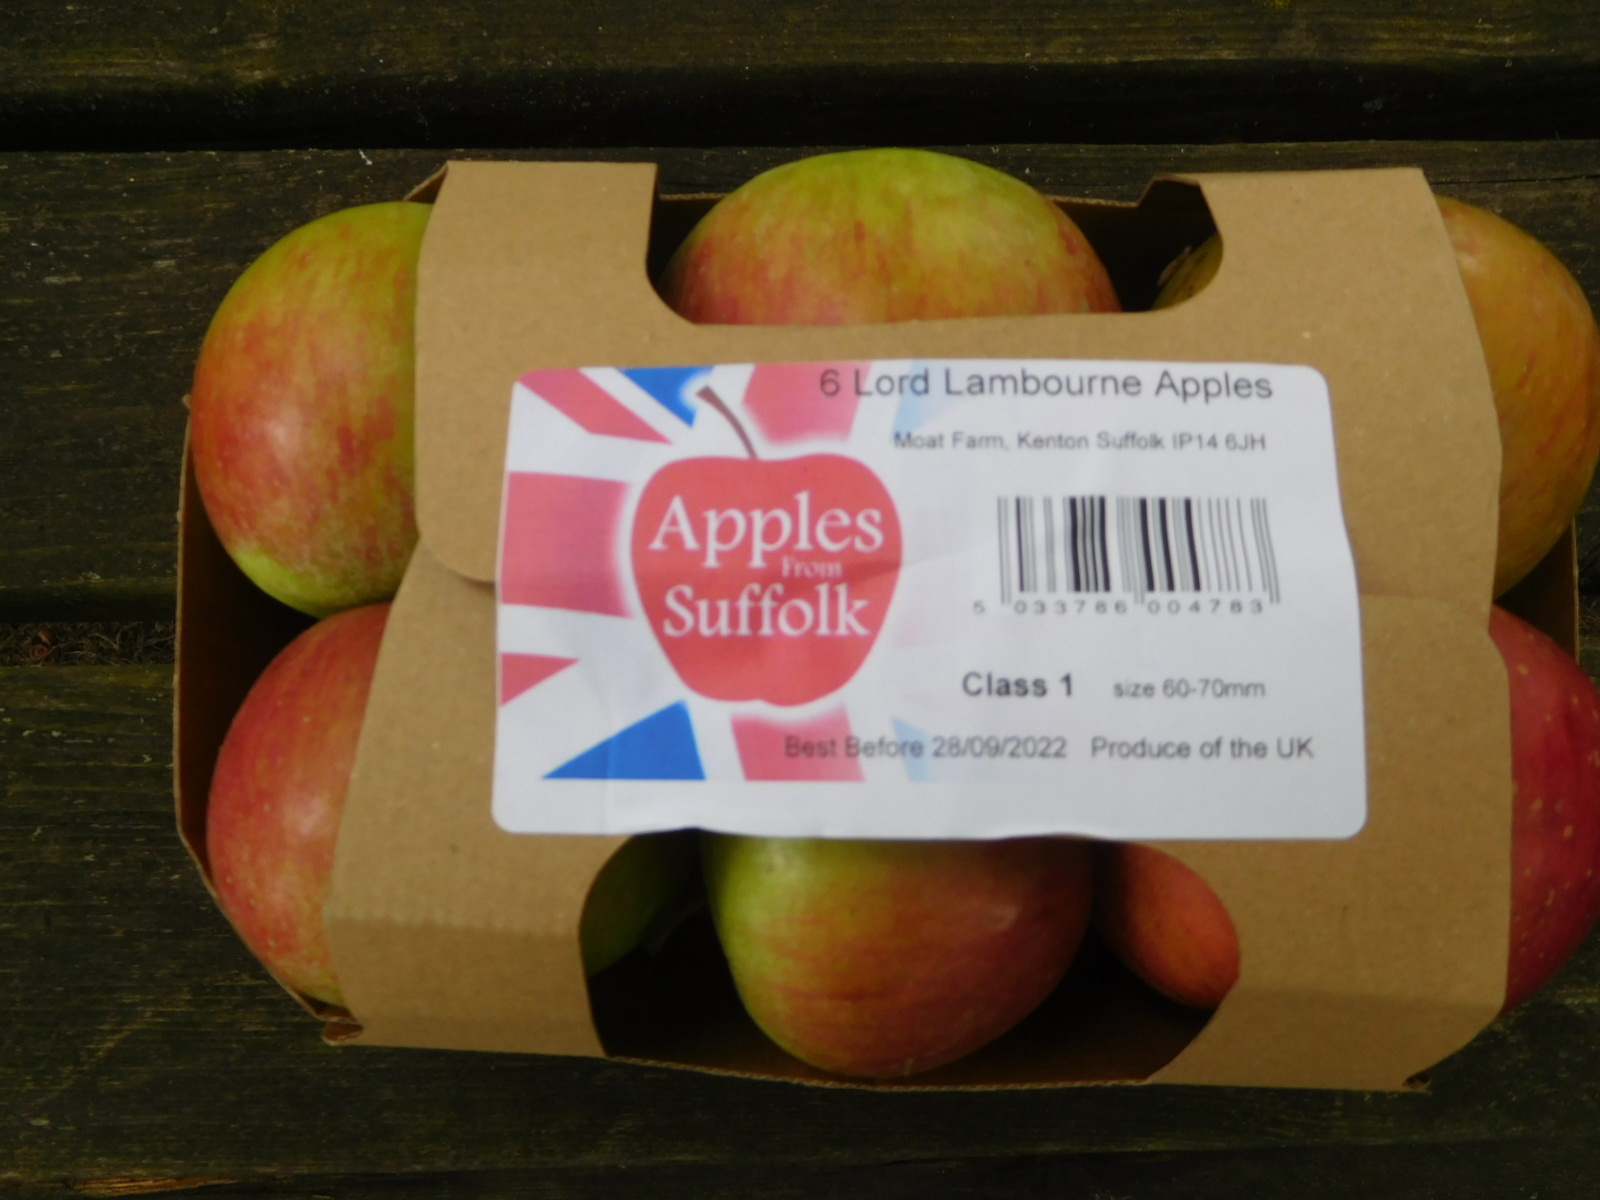 6 Lord Lambourne Apples
Moat Farm, Kenton Suffolk IP14 6JH
Apples
From
Suffolk
5 033786 004783
Class 1 size 60-70mm
Best Before 28/09/2022 Produce of the UK